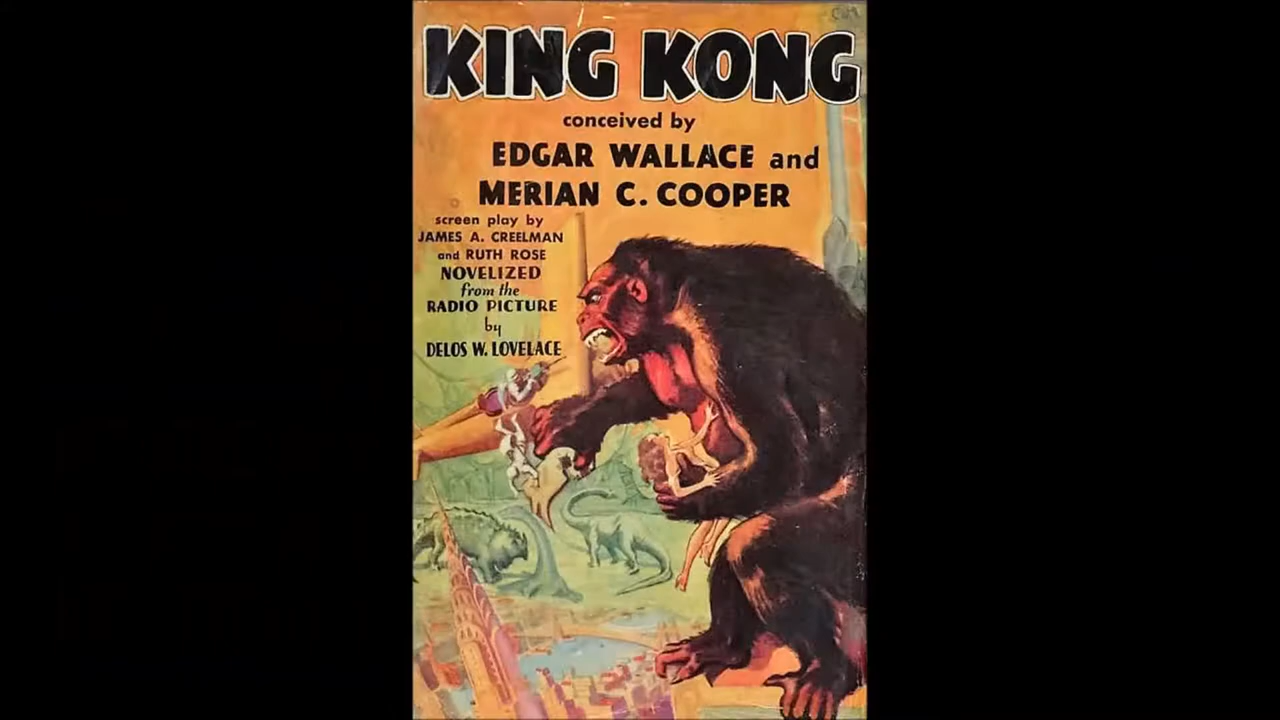 KING KONG
conceived by
EDGAR WALLACE and
MERIAN C. COOPER
screen play by
JAMES A. CREELMAN
and RUTH ROSE
NOVELIZED
from the
RADIO PICTURE
by
DELOS W. LOVELACE